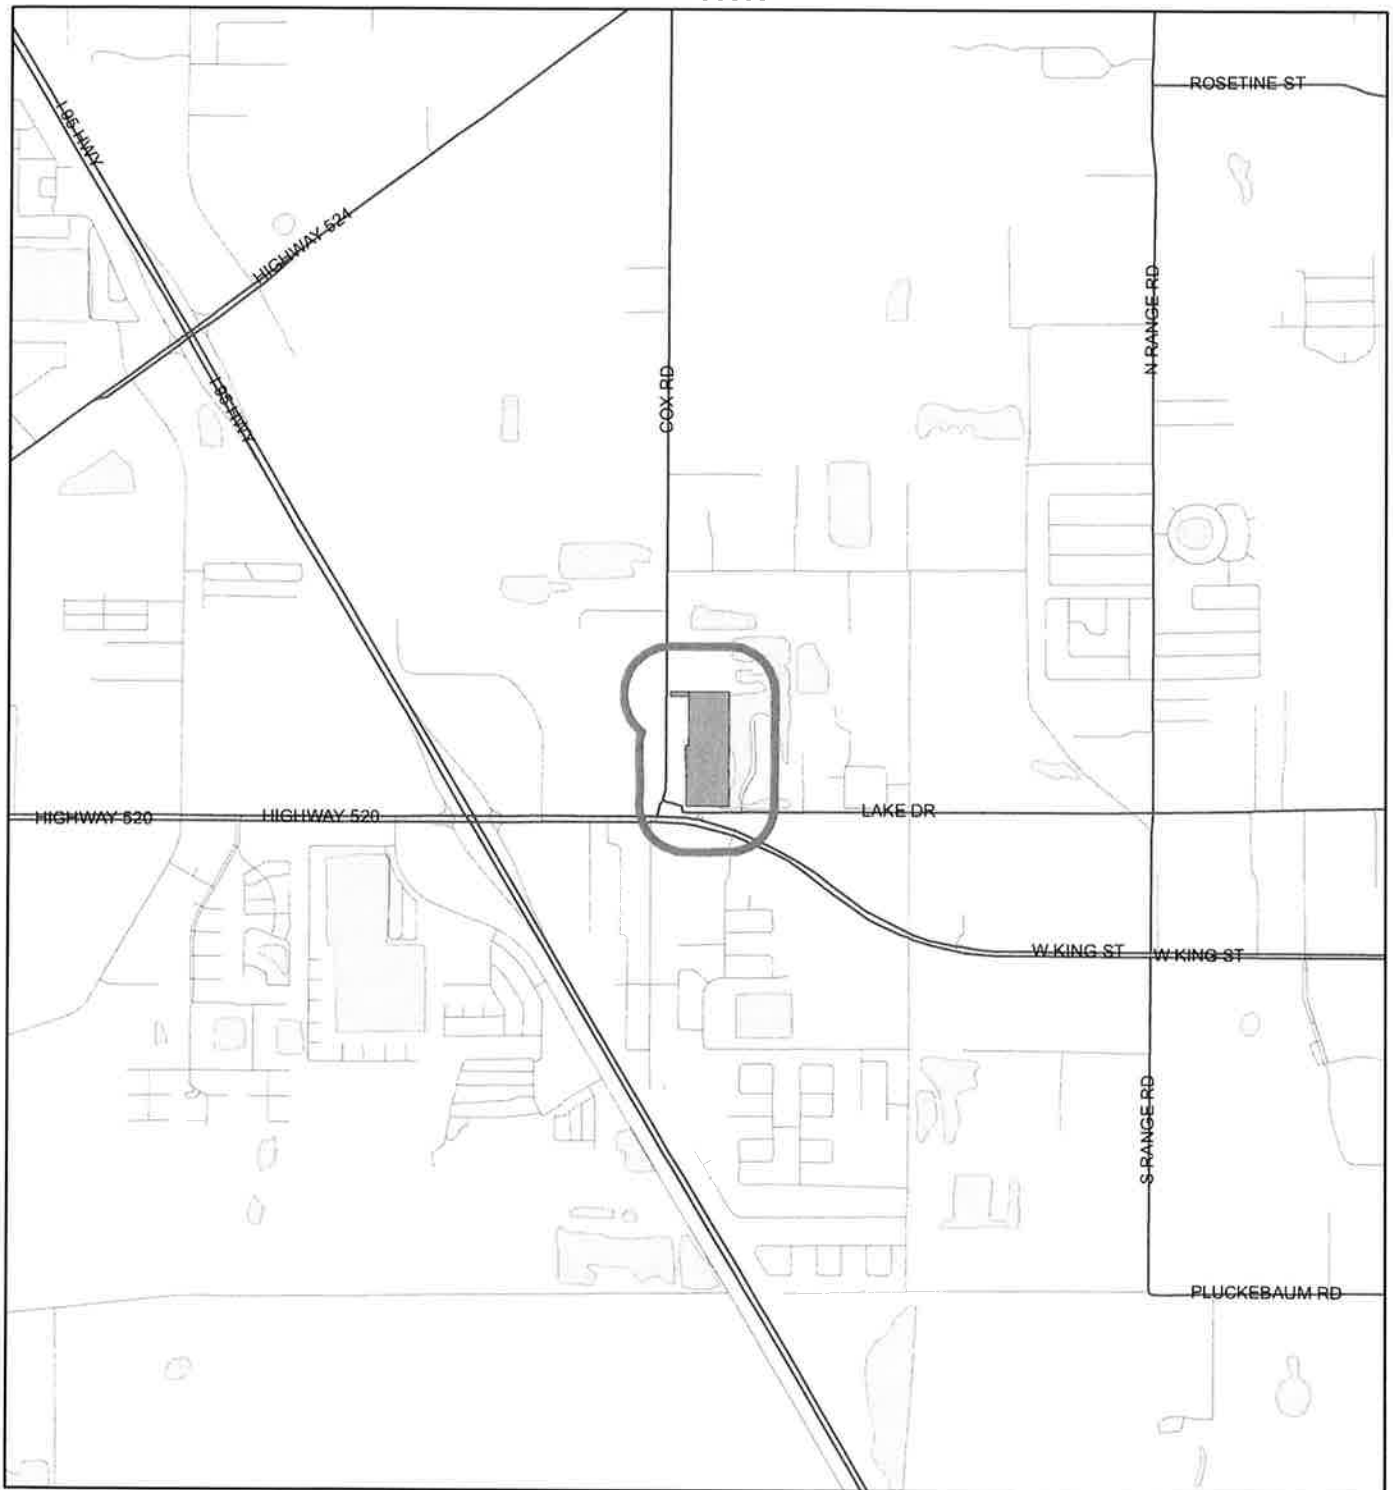 ROSETINE ST
I 95 HWY
HIGHWAY 524
N RANGE RD
COX RD
I 95 HWY
HIGHWAY 520
HIGHWAY 520
LAKE DR
W KING ST
W KING ST
S RANGE RD
PLUCKEBAUM RD